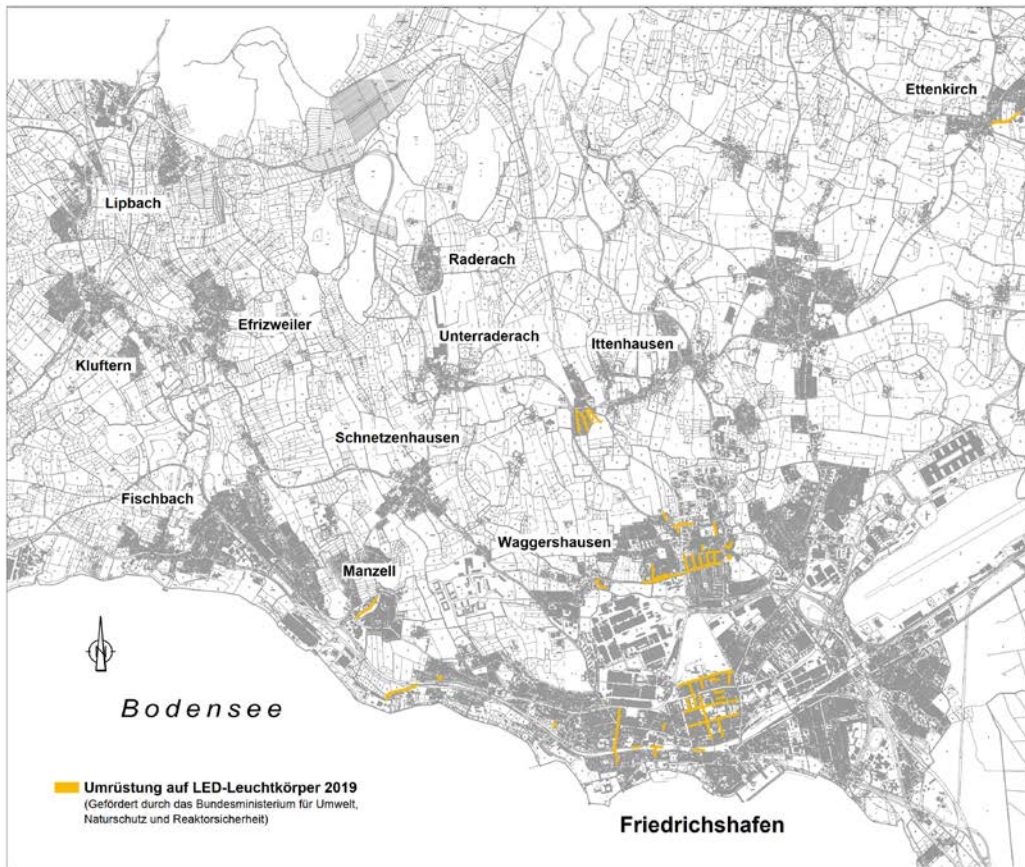 Ettenkirch
Lipbach
Raderach
Efrizweiler
Unterraderach
Ittenhausen
Kluftern
Schnetzenhausen
Fischbach
Waggershausen
Manzell
N
Bodensee
Umrüstung auf LED-Leuchtkörper 2019
(Gefördert durch das Bundesministerium für Umwelt,
Naturschutz und Reaktorsicherheit)
Friedrichshafen